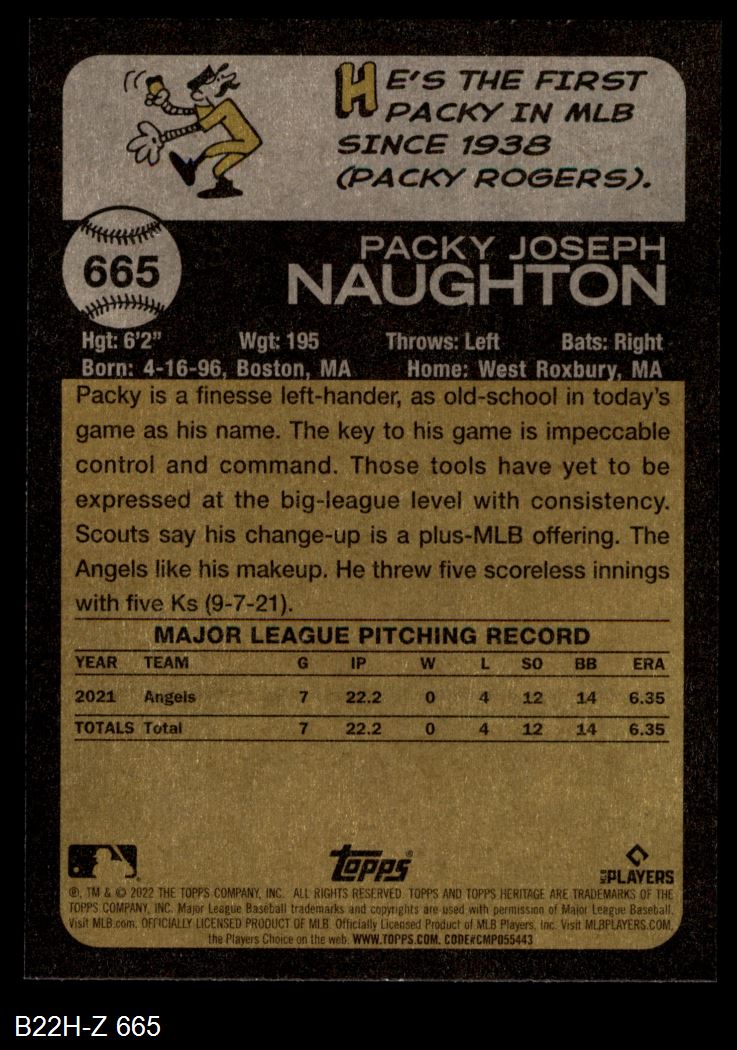 HE'S THE FIRST
PACKY IN MLB
SINCE 1938
(PACKY ROGERS).
665
PACKY JOSEPH
NAUGHTON
Hgt: 6'2" Wgt: 195 Throws: Left Bats: Right
Born: 4-16-96, Boston, MA Home: West Roxbury, MA
Packy is a finesse left-hander, as old-school in today's
game as his name. The key to his game is impeccable
control and command. Those tools have yet to be
expressed at the big-league level with consistency.
Scouts say his change-up is a plus-MLB offering. The
Angels like his makeup. He threw five scoreless innings
with five Ks (9-7-21).
MAJOR LEAGUE PITCHING RECORD
YEAR TEAM G IP W L SO BB ERA
2021 Angels 7 22.2 0 4 12 14 6.35
TOTALS Total 7 22.2 0 4 12 14 6.35
Topps® MLB PLAYERS
®, TM & © 2022 THE TOPPS COMPANY, INC. ALL RIGHTS RESERVED. TOPPS AND TOPPS HERITAGE ARE TRADEMARKS OF THE
TOPPS COMPANY, INC. Major League Baseball trademarks and copyrights are used with permission of Major League Baseball.
Visit MLB.com. OFFICIALLY LICENSED PRODUCT OF MLB. Officially Licensed Product of MLB Players, Inc. Visit MLBPLAYERS.COM,
the Players Choice on the web. WWW.TOPPS.COM. CODE#CMP055443
B22H-Z 665